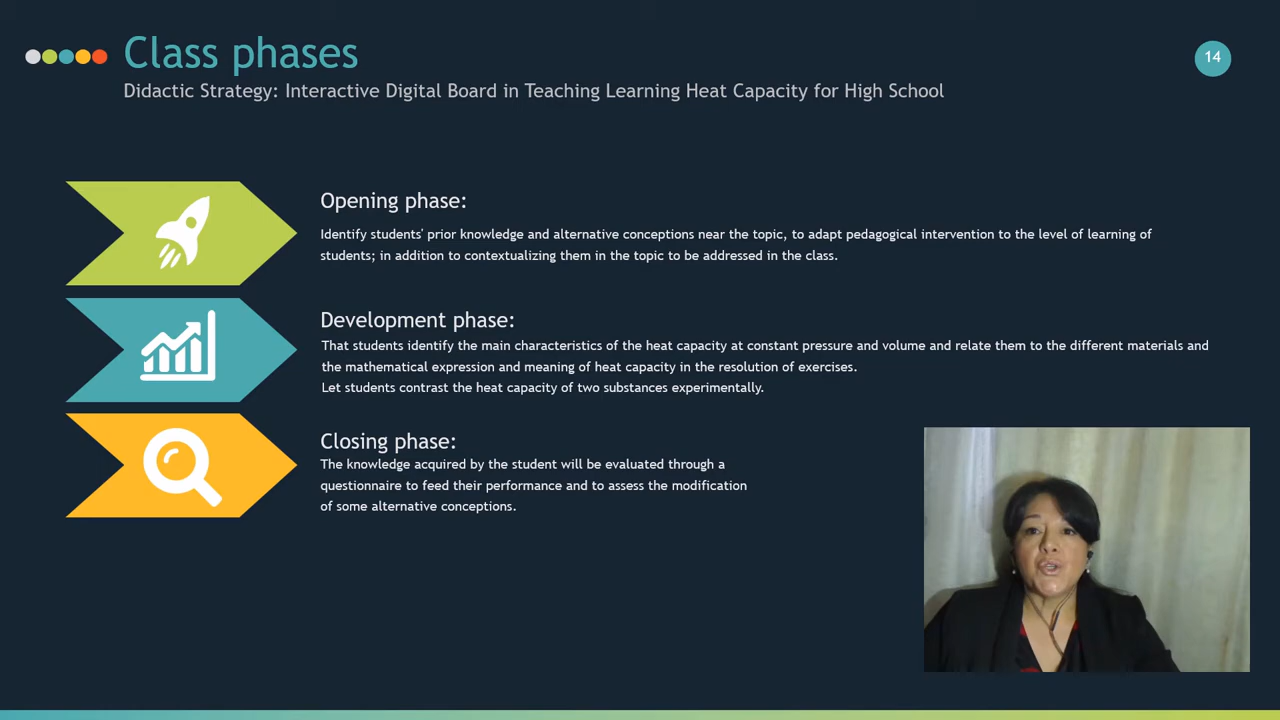 Class phases
14
Didactic Strategy: Interactive Digital Board in Teaching Learning Heat Capacity for High School
Opening phase:
Identify students' prior knowledge and alternative conceptions near the topic, to adapt pedagogical intervention to the level of learning of
students; in addition to contextualizing them in the topic to be addressed in the class.
Development phase:
That students identify the main characteristics of the heat capacity at constant pressure and volume and relate them to the different materials and
the mathematical expression and meaning of heat capacity in the resolution of exercises.
Let students contrast the heat capacity of two substances experimentally.
Closing phase:
The knowledge acquired by the student will be evaluated through a
questionnaire to feed their performance and to assess the modification
of some alternative conceptions.